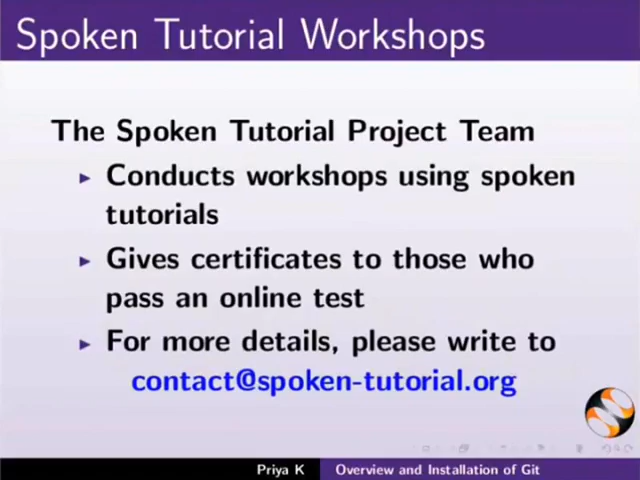 Spoken Tutorial Workshops
The Spoken Tutorial Project Team
Conducts workshops using spoken
tutorials
Gives certificates to those who
pass an online test
For more details, please write to
contact@spoken-tutorial.org
Priya K Overview and Installation of Git